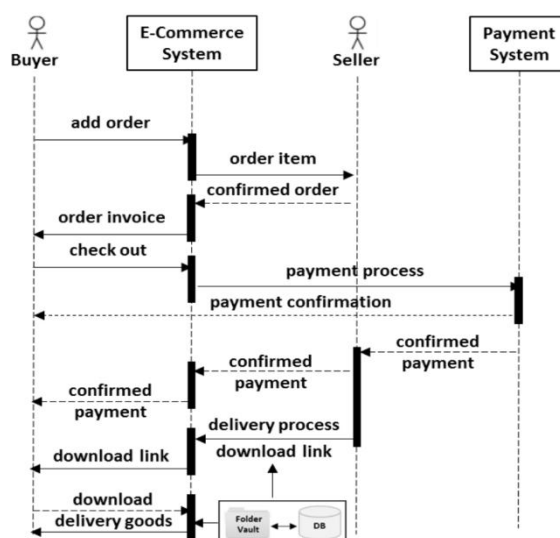 Buyer
E-Commerce
System
Seller
Payment
System
add order
order item
confirmed order
order invoice
check out
payment process
payment confirmation
confirmed
payment
confirmed
payment
confirmed
payment
delivery process
download link
download link
download
delivery goods
Folder
Vault
DB